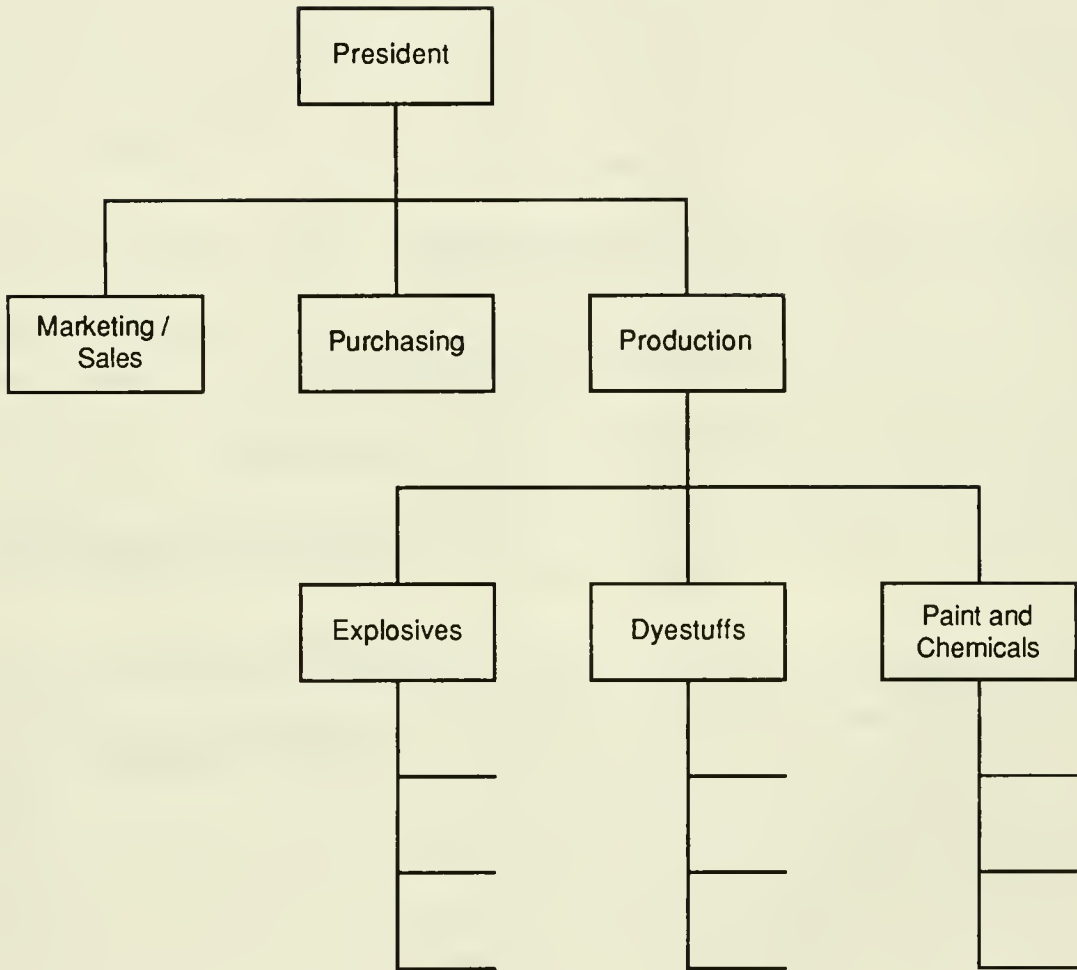 President
Marketing /
Sales
Purchasing
Production
Explosives
Dyestuffs
Paint and
Chemicals